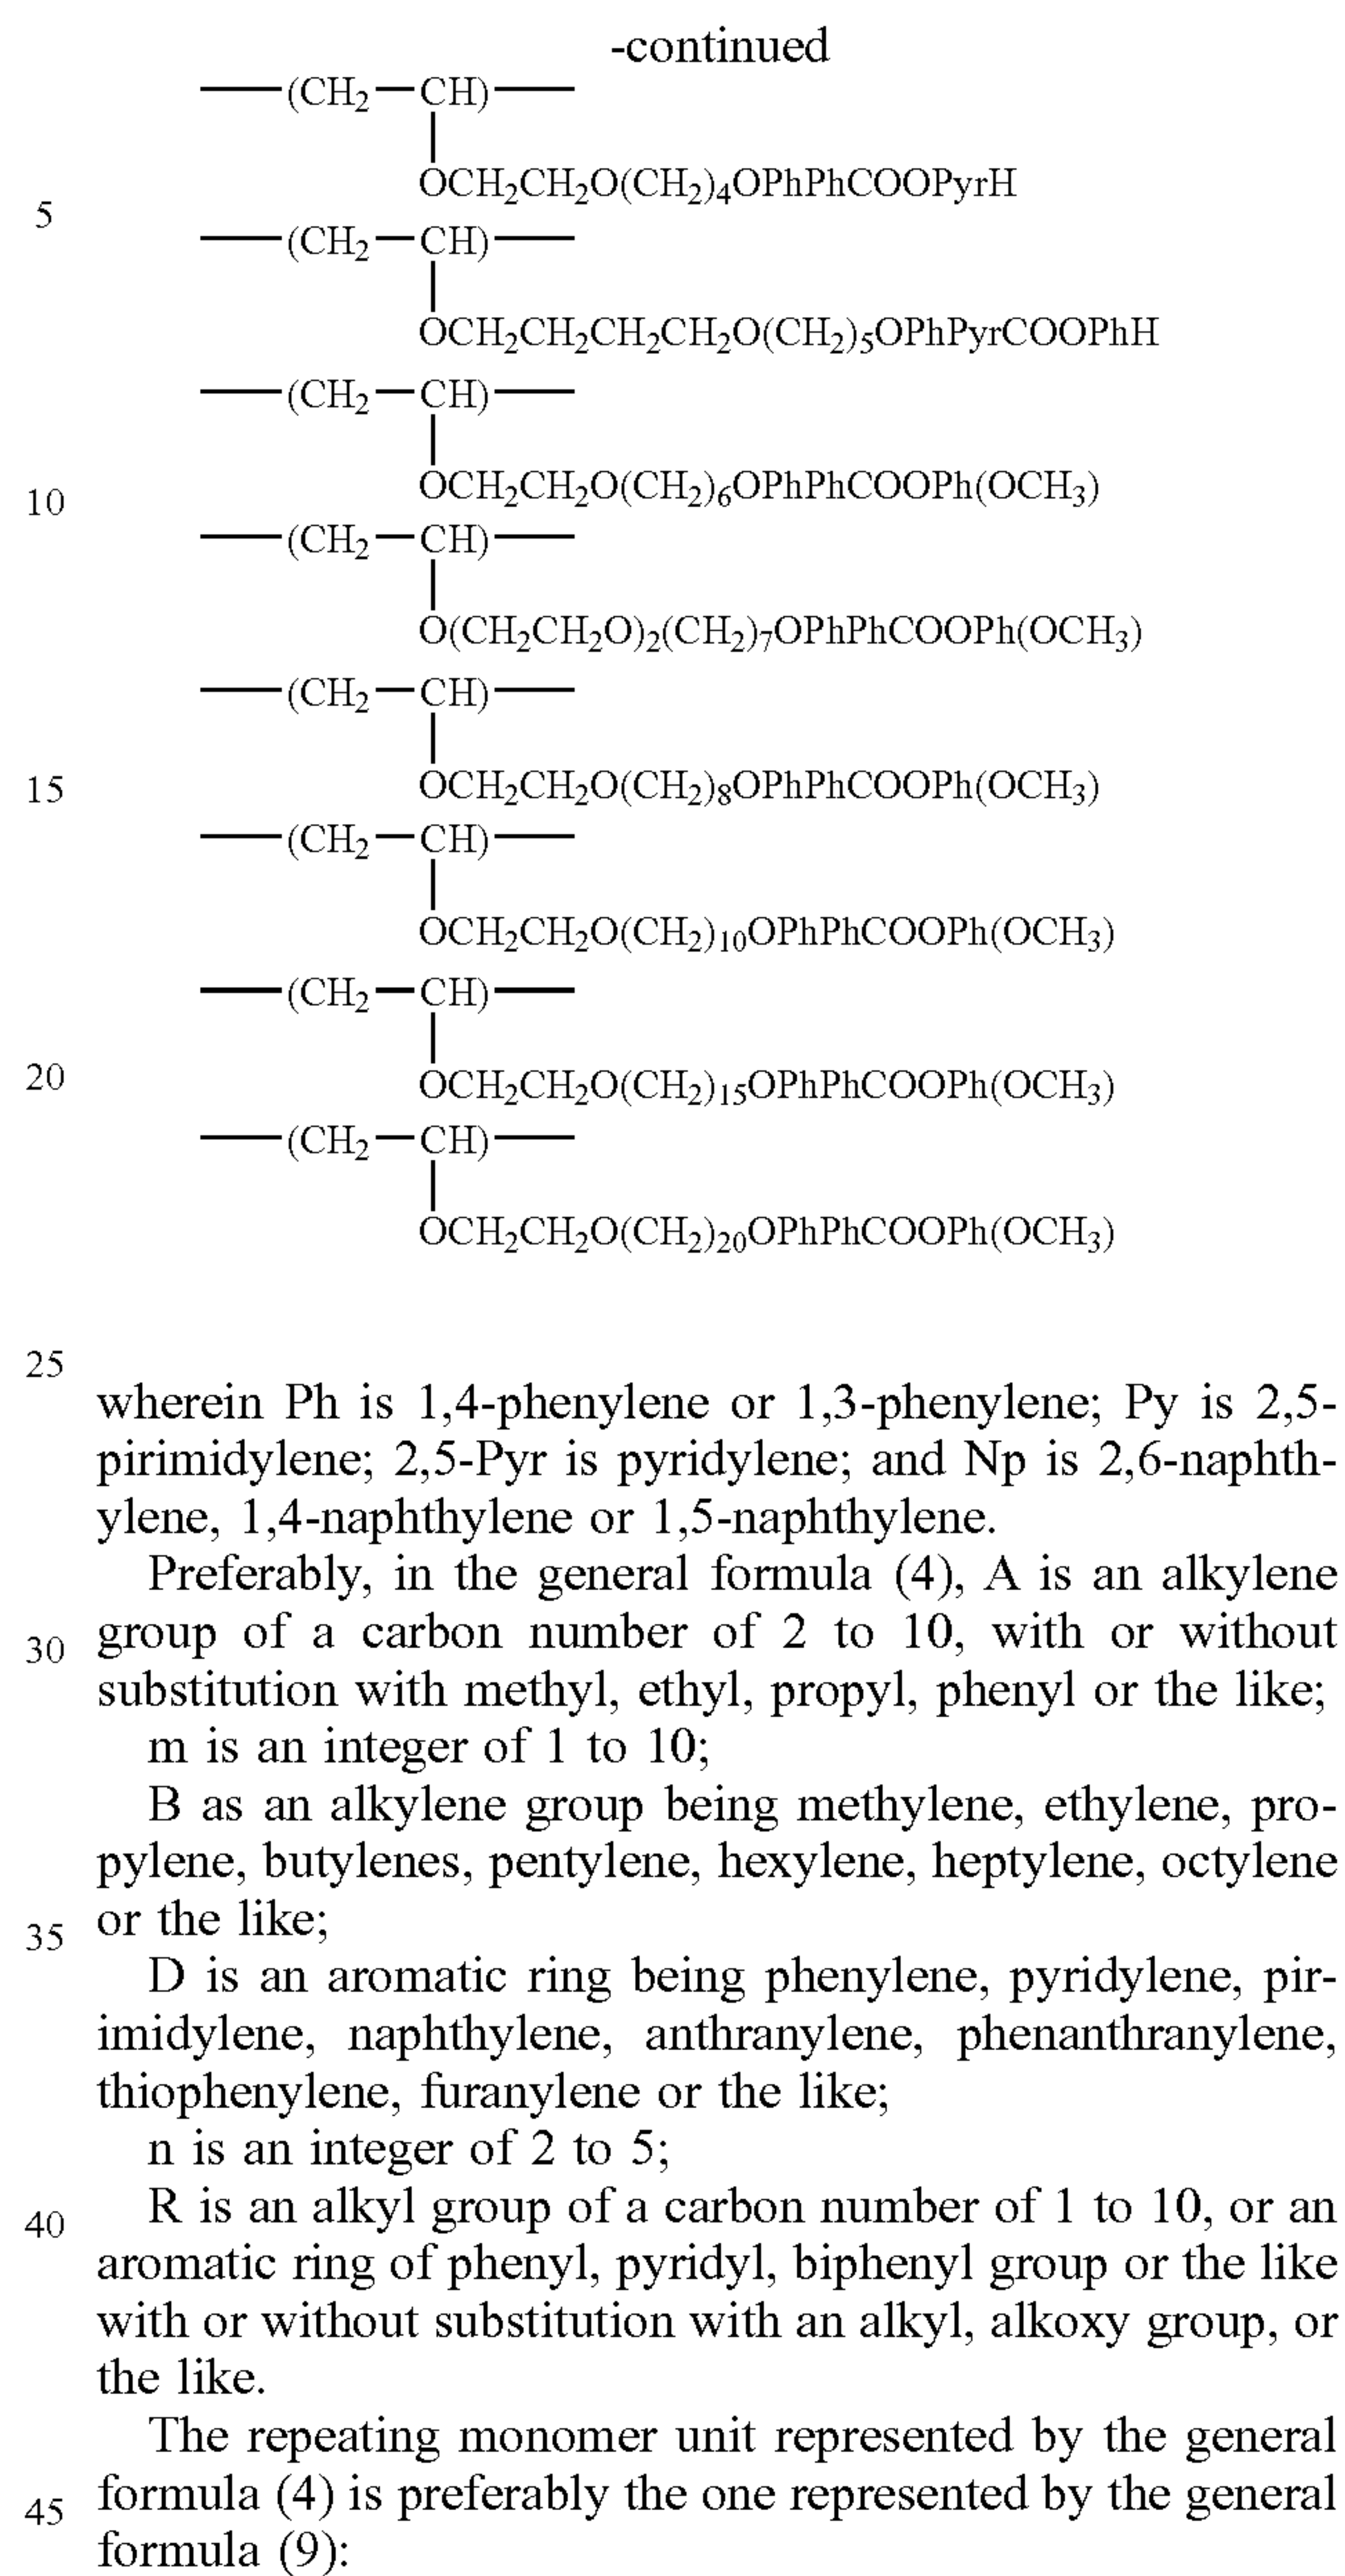 -continued
—(CH₂—CH)—
OCH₂CH₂O(CH₂)₄OPhPhCOOPyrH
5
—(CH₂—CH)—
OCH₂CH₂CH₂CH₂O(CH₂)₅OPhPyrCOOPhH
—(CH₂—CH)—
OCH₂CH₂O(CH₂)₆OPhPhCOOPh(OCH₃)
10
—(CH₂—CH)—
O(CH₂CH₂O)₂(CH₂)₇OPhPhCOOPh(OCH₃)
—(CH₂—CH)—
15 OCH₂CH₂O(CH₂)₈OPhPhCOOPh(OCH₃)
—(CH₂—CH)—
OCH₂CH₂O(CH₂)₁₀OPhPhCOOPh(OCH₃)
—(CH₂—CH)—
20 OCH₂CH₂O(CH₂)₁₅OPhPhCOOPh(OCH₃)
—(CH₂—CH)—
OCH₂CH₂O(CH₂)₂₀OPhPhCOOPh(OCH₃)
25
wherein Ph is 1,4-phenylene or 1,3-phenylene; Py is 2,5-
pirimidylene; 2,5-Pyr is pyridylene; and Np is 2,6-naphth-
ylene, 1,4-naphthylene or 1,5-naphthylene.
Preferably, in the general formula (4), A is an alkylene
30 group of a carbon number of 2 to 10, with or without
substitution with methyl, ethyl, propyl, phenyl or the like;
m is an integer of 1 to 10;
B as an alkylene group being methylene, ethylene, pro-
pylene, butylenes, pentylene, hexylene, heptylene, octylene
35 or the like;
D is an aromatic ring being phenylene, pyridylene, pir-
imidylene, naphthylene, anthranylene, phenanthranylene,
thiophenylene, furanylene or the like;
n is an integer of 2 to 5;
40 R is an alkyl group of a carbon number of 1 to 10, or an
aromatic ring of phenyl, pyridyl, biphenyl group or the like
with or without substitution with an alkyl, alkoxy group, or
the like.
The repeating monomer unit represented by the general
45 formula (4) is preferably the one represented by the general
formula (9):